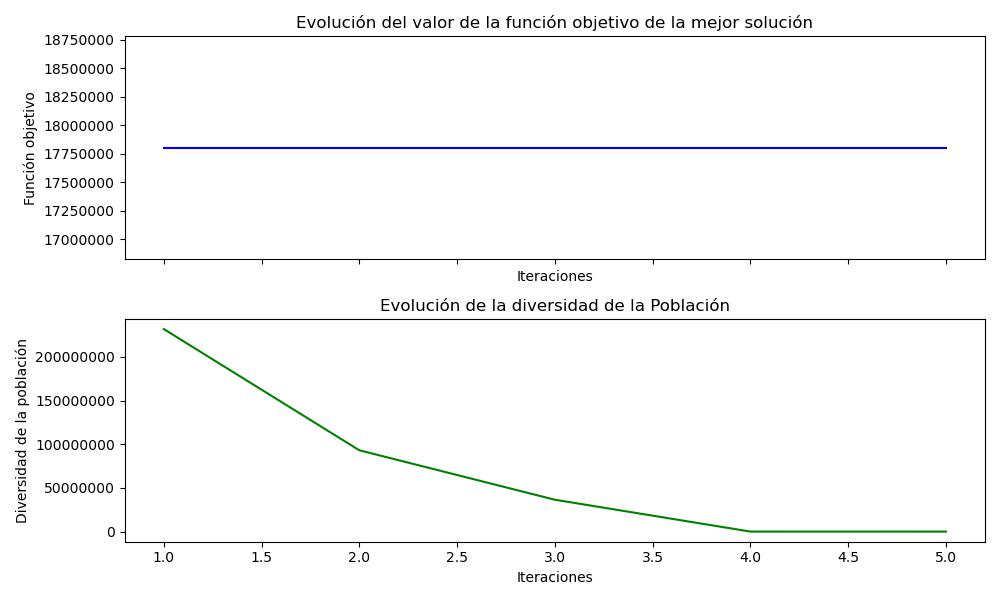 Evolución del valor de la función objetivo de la mejor solución
18750000
18500000
18250000
18000000
17750000
17500000
17250000
17000000
Función objetivo
Iteraciones
Evolución de la diversidad de la Población
200000000
150000000
100000000
50000000
0
Diversidad de la población
1.0 1.5 2.0 2.5 3.0 3.5 4.0 4.5 5.0
Iteraciones